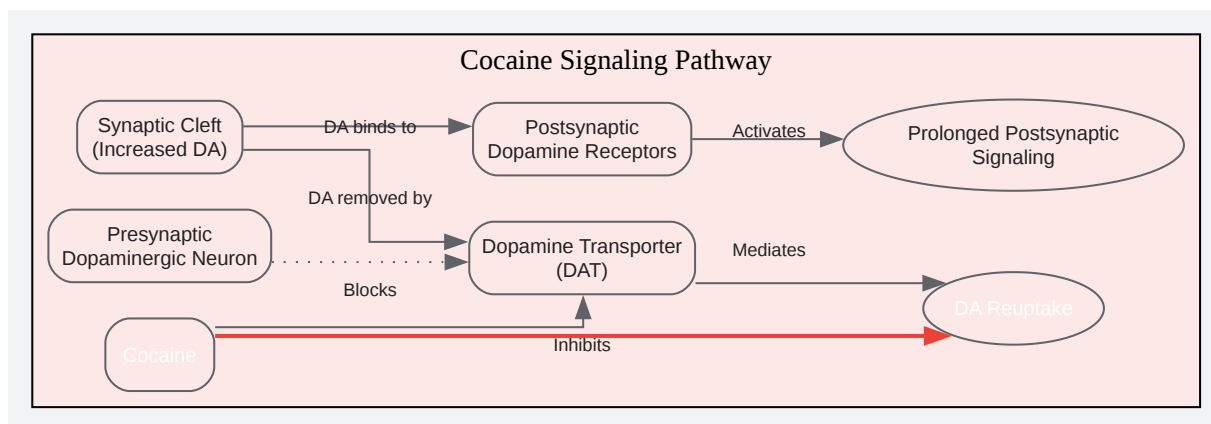 Cocaine Signaling Pathway
Synaptic Cleft
(Increased DA)
DA binds to
Postsynaptic
Dopamine Receptors
Activates
Prolonged Postsynaptic
Signaling
DA removed by
Presynaptic
Dopaminergic Neuron
Dopamine Transporter
(DAT)
Mediates
Blocks
DA Reuptake
Cocaine
Inhibits